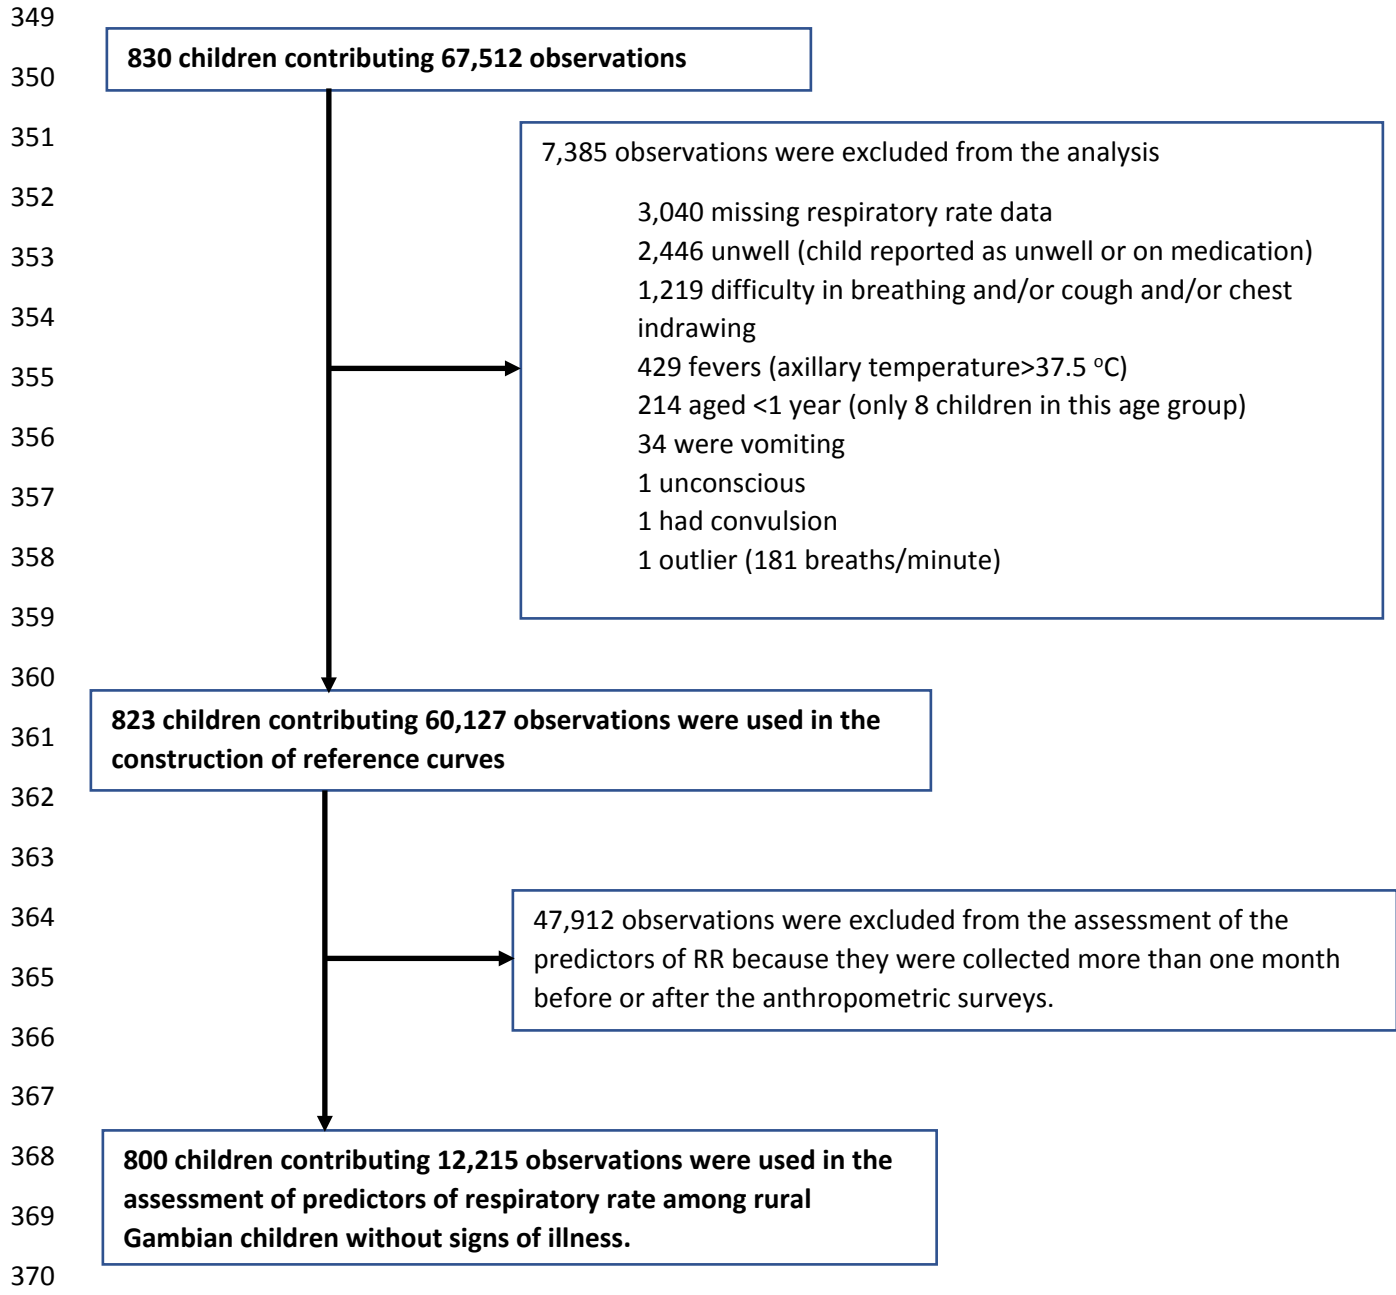 349
830 children contributing 67,512 observations
350
351
7,385 observations were excluded from the analysis
352
3,040 missing respiratory rate data
353
2,446 unwell (child reported as unwell or on medication)
1,219 difficulty in breathing and/or cough and/or chest
354
indrawing
355
429 fevers (axillary temperature>37.5 ᵒC)
214 aged <1 year (only 8 children in this age group)
356
34 were vomiting
357
1 unconscious
1 had convulsion
358
1 outlier (181 breaths/minute)
359
360
823 children contributing 60,127 observations were used in the
361
construction of reference curves
362
363
364
47,912 observations were excluded from the assessment of the
predictors of RR because they were collected more than one month
365
before or after the anthropometric surveys.
366
367
368
800 children contributing 12,215 observations were used in the
assessment of predictors of respiratory rate among rural
369
Gambian children without signs of illness.
370